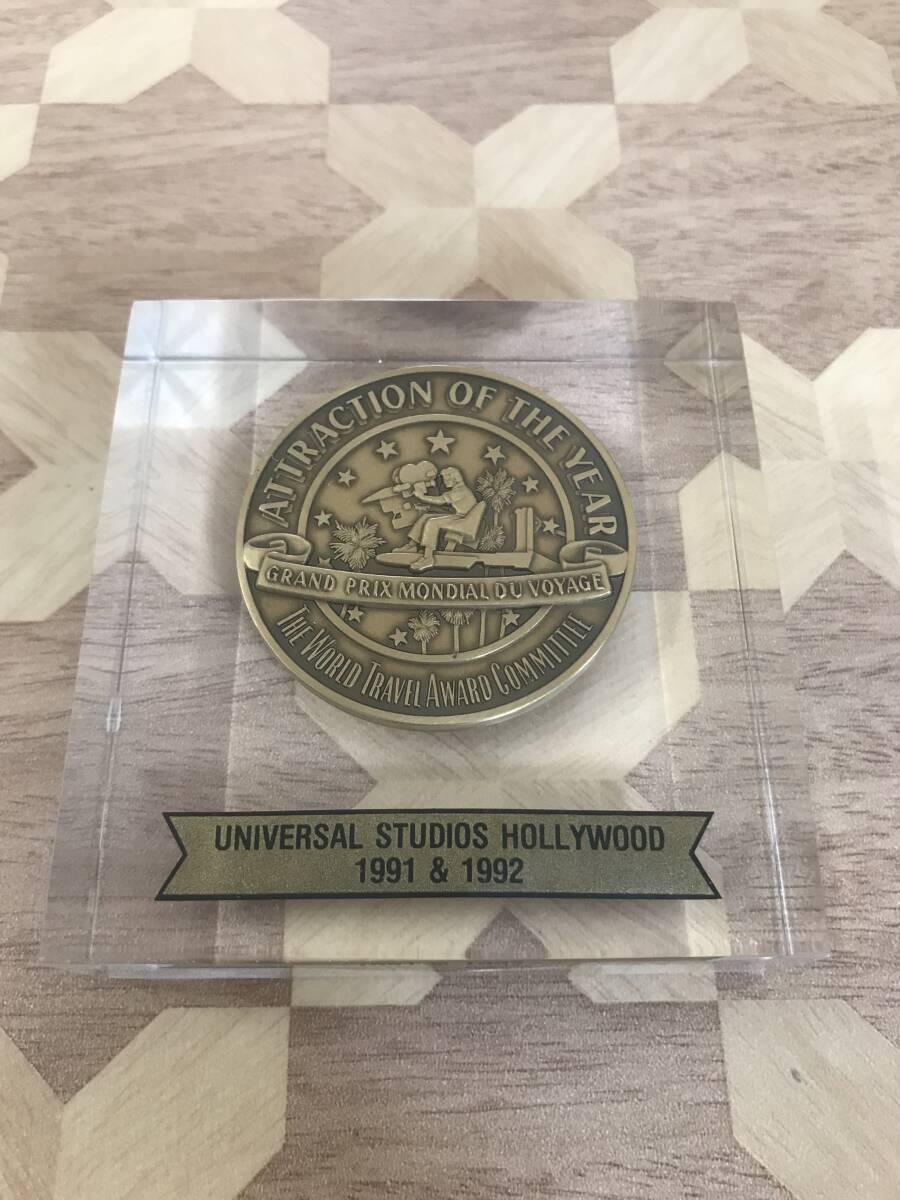 ATTRACTION OF THE YEAR
GRAND PRIX MONDIAL DU VOYAGE
THE WORLD TRAVEL AWARD COMMITTEE
UNIVERSAL STUDIOS HOLLYWOOD
1991 & 1992